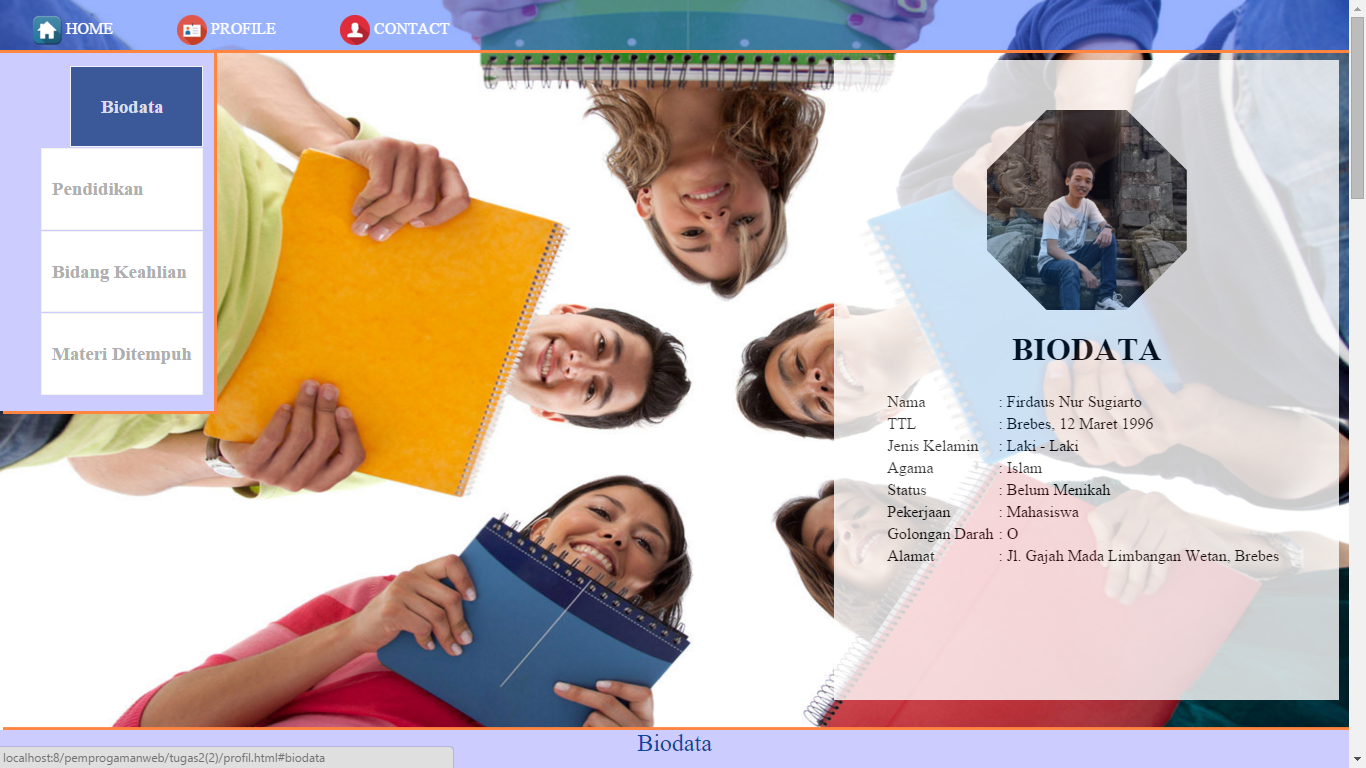 HOME PROFILE CONTACT
Biodata
Pendidikan
Bidang Keahlian
Materi Ditempuh
BIODATA
Nama : Firdaus Nur Sugiarto
TTL : Brebes, 12 Maret 1996
Jenis Kelamin : Laki - Laki
Agama : Islam
Status : Belum Menikah
Pekerjaan : Mahasiswa
Golongan Darah : O
Alamat : Jl. Gajah Mada Limbangan Wetan, Brebes
Biodata
localhost:8/pemprogamanweb/tugas2(2)/profil.html#biodata